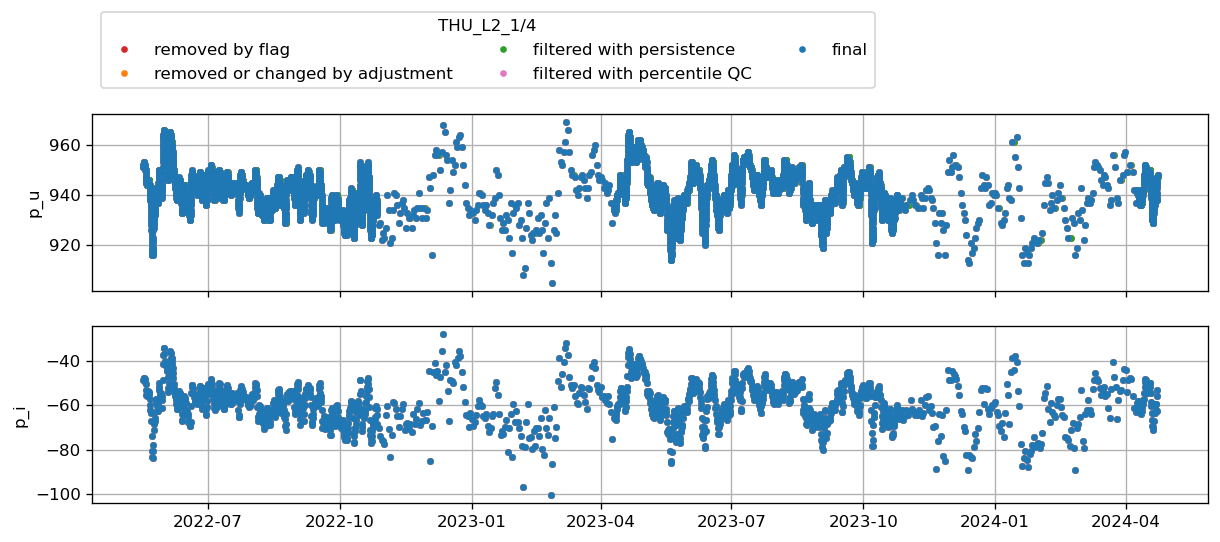 THU_L2_1/4
removed by flag
filtered with persistence
final
removed or changed by adjustment
filtered with percentile QC
960
940
920
p_u
−40
−60
−80
−100
p_i
2022-07
2022-10
2023-01
2023-04
2023-07
2023-10
2024-01
2024-04